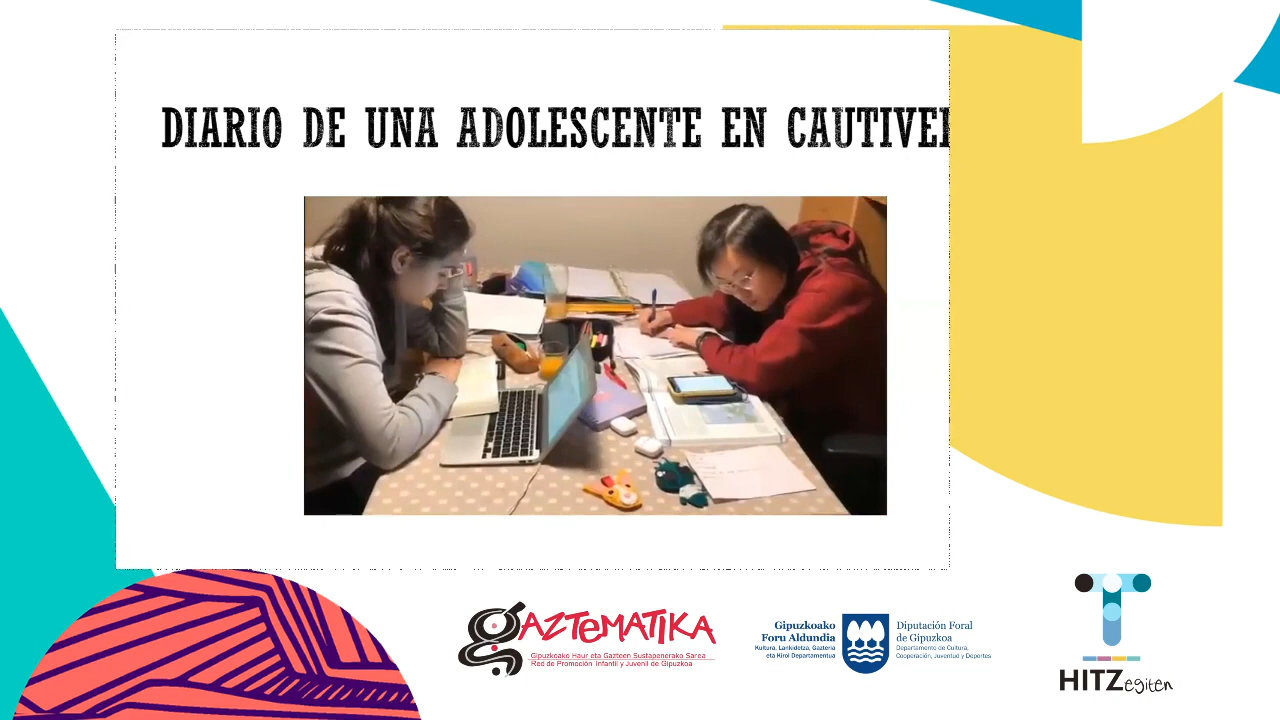 DIARIO DE UNA ADOLESCENTE EN CAUTIVE
GAZTEMATIKA
Gipuzkoako Haur eta Gazteen Sustapenerako Sarea
Red de Promoción Infantil y Juvenil de Gipuzkoa
Gipuzkoako
Foru Aldundia
Kultura, Lankidetza, Gazteria
eta Kirol Departamentua
Diputación Foral
de Gipuzkoa
Departamento de Cultura,
Cooperación, Juventud y Deportes
HITZegiten